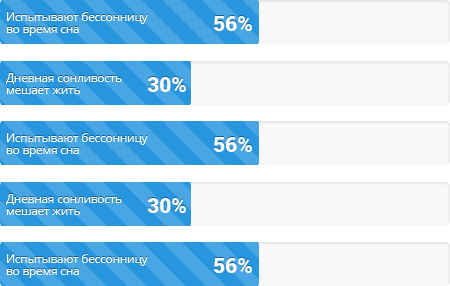 Испытывают бессонницу
во время сна
56%
Дневная сонливость
мешает жить
30%
Испытывают бессонницу
во время сна
56%
Дневная сонливость
мешает жить
30%
Испытывают бессонницу
во время сна
56%